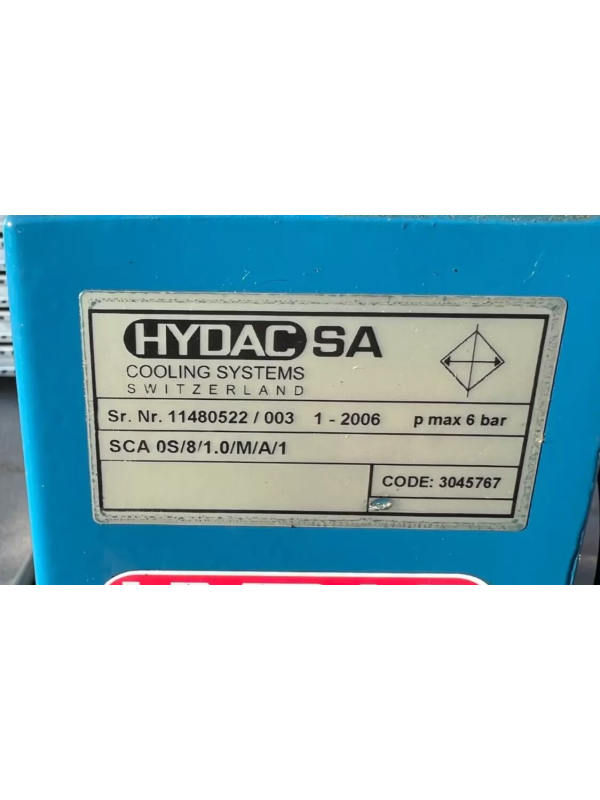 HYDAC SA
COOLING SYSTEMS
SWITZERLAND
Sr. Nr. 11480522 / 003 1 - 2006 p max 6 bar
SCA 0S/8/1.0/M/A/1
CODE: 3045767